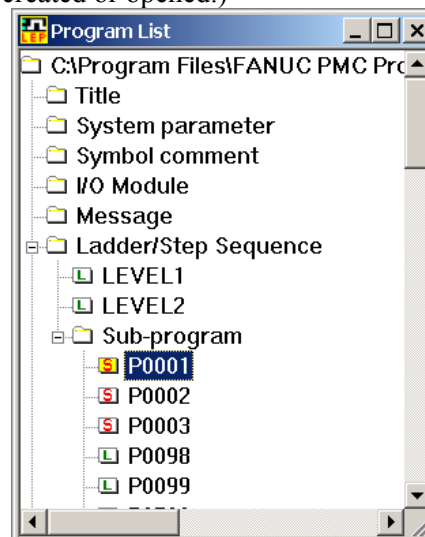 created or opened.)
LEP Program List
C:\Program Files\FANUC PMC Pro
Title
System parameter
Symbol comment
I/O Module
Message
Ladder/Step Sequence
L LEVEL1
L LEVEL2
Sub-program
S P0001
S P0002
S P0003
L P0098
L P0099